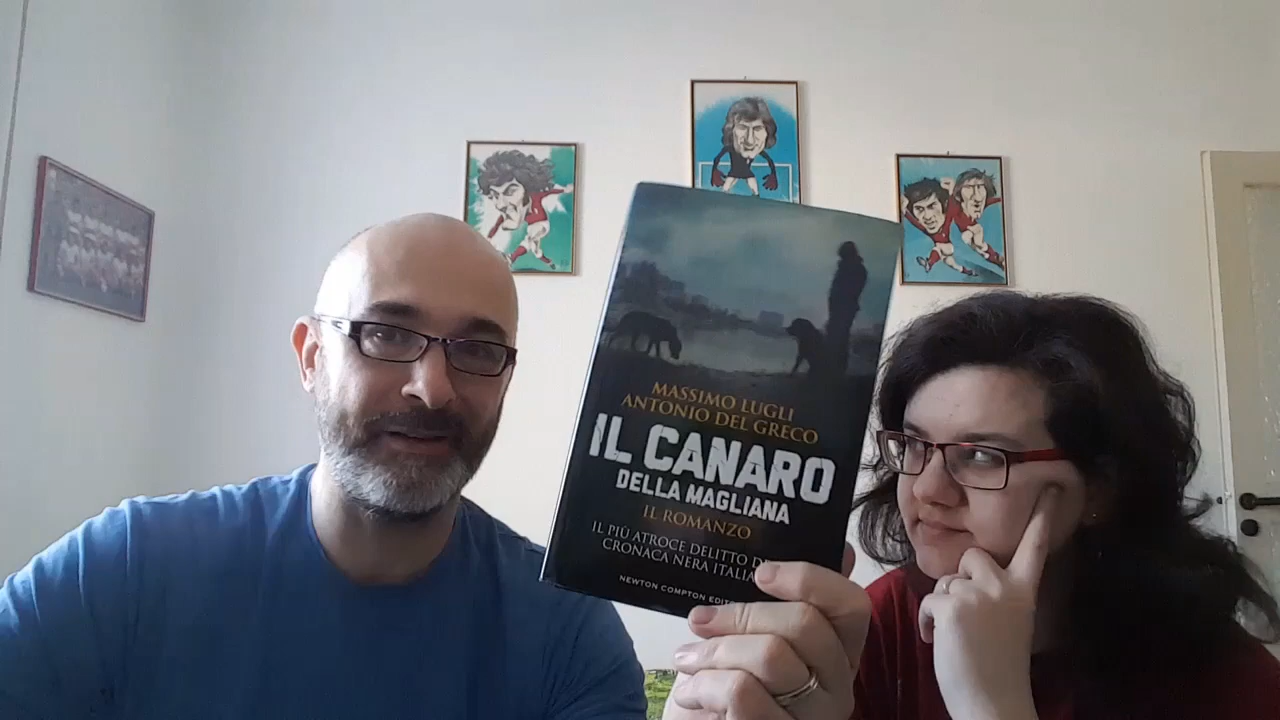 MASSIMO LUGLI
ANTONIO DEL GRECO
IL CANARO
DELLA MAGLIANA
IL ROMANZO
IL PIÙ ATROCE DELITTO
CRONACA NERA
NEWTON COMPTON